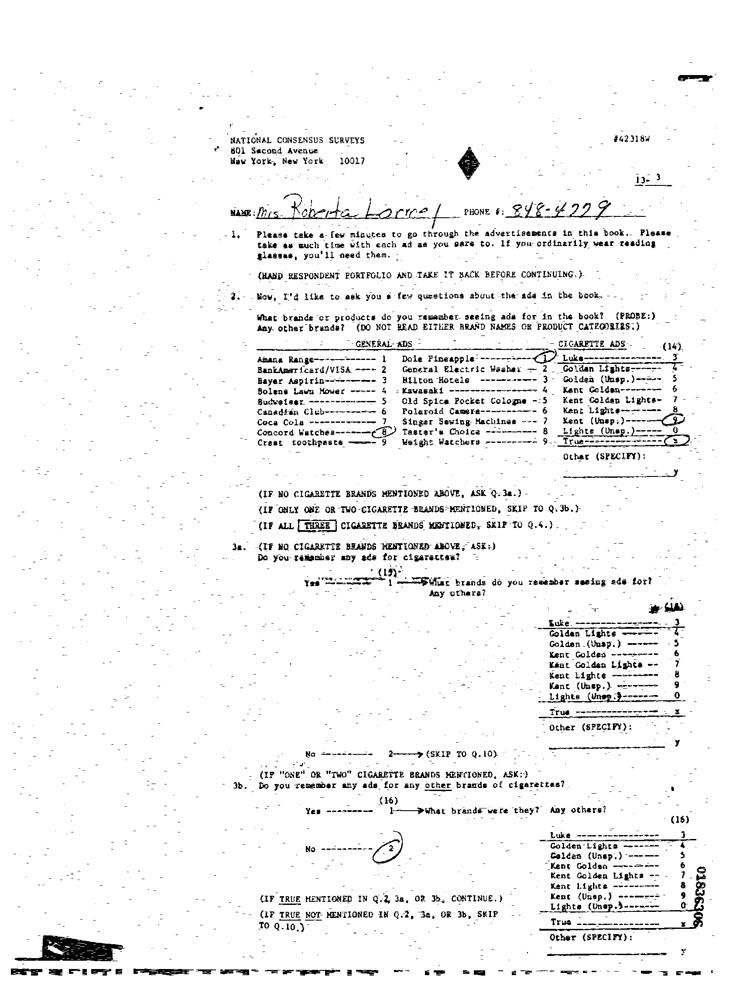 NATIONAL CONSENSUS SURVEYS #42318W
801 Second Avenue
New York, New York 10017
13- 3
NAME: Mrs Roberta PHONE #: 848-4229
1. Please take a few minutes to go through the advertisements in this book. Please
take as much time with each ad as you care to. If you ordinarily wear reading
glasses, you'll need them.
(HAND RESPONDENT PORTFOLIO AND TAKE IT BACK BEFORE CONTINUING.)
2. Now, I'd like to ask you a few questions about the ads in the book.
What brands or products do you remember seeing ads for in the book? (PROBE:)
Any other brands? (DO NOT READ EITHER BRAND NAMES OR PRODUCT CATEGORIES.)
GENERAL ADS CIGARETTE ADS (14)
Amana Range----------- 1 Dole Pineapple ---------- 1 Luke--------------- 3
BankAmericard/VISA ---- 2 General Electric Washer -- 2 Golden Lights------ 4
Bayer Aspirin---------- 3 Hilton Hotels ---------- 3 Golden (Unsp.)----- 5
Bolens Lawn Mower ----- 4 Kawasaki ---------------- 4 Kent Golden------- 6
Budweiser ------------- 5 Old Spice Pocket Cologne -- 5 Kent Golden Lights- 7
Canadian Club---------- 6 Polaroid Camera---------- 6 Kent Lights-------- 8
Coca Cola ------------- 7 Singer Sewing Machines --- 7 Kent (Unsp.)------- 9
Concord Watches-------- 8 Taster's Choice ---------- 8 Lights (Unsp.)----- 0
Crest toothpaste ----- 9 Weight Watchers ---------- 9 True--------------- x
Other (SPECIFY):
y
(IF NO CIGARETTE BRANDS MENTIONED ABOVE, ASK Q.3a.)
(IF ONLY ONE OR TWO CIGARETTE BRANDS MENTIONED, SKIP TO Q.3b.)
(IF ALL THREE CIGARETTE BRANDS MENTIONED, SKIP TO Q.4.)
3a. (IF NO CIGARETTE BRANDS MENTIONED ABOVE, ASK:)
Do you remember any ads for cigarettes?
(15)
Yes ---------- 1 → What brands do you remember seeing ads for?
Any others?
Luke --------------- 3
Golden Lights ------ 4
Golden (Unsp.) ----- 5
Kent Golden -------- 6
Kent Golden Lights -- 7
Kent Lights -------- 8
Kent (Unsp.) ------- 9
Lights (Unsp.)------ 0
True --------------- x
Other (SPECIFY):
y
No --------- 2 → (SKIP TO Q.10)
(IF "ONE" OR "TWO" CIGARETTE BRANDS MENTIONED, ASK:)
3b. Do you remember any ads for any other brands of cigarettes?
(16)
Yes --------- 1 → What brands were they? Any others?
(16)
Luke --------------- 3
Golden Lights ------- 4
Golden (Unsp.) ------ 5
No --------- 2
Kent Golden --------- 6
Kent Golden Lights -- 7
Kent Lights --------- 8
(IF TRUE MENTIONED IN Q.2, 3a, OR 3b, CONTINUE.) Kent (Unsp.) -------- 9
Lights (Unsp.)------- 0
(IF TRUE NOT MENTIONED IN Q.2, 3a, OR 3b, SKIP
TO Q.10.) True --------------- x
Other (SPECIFY):
y
01836306